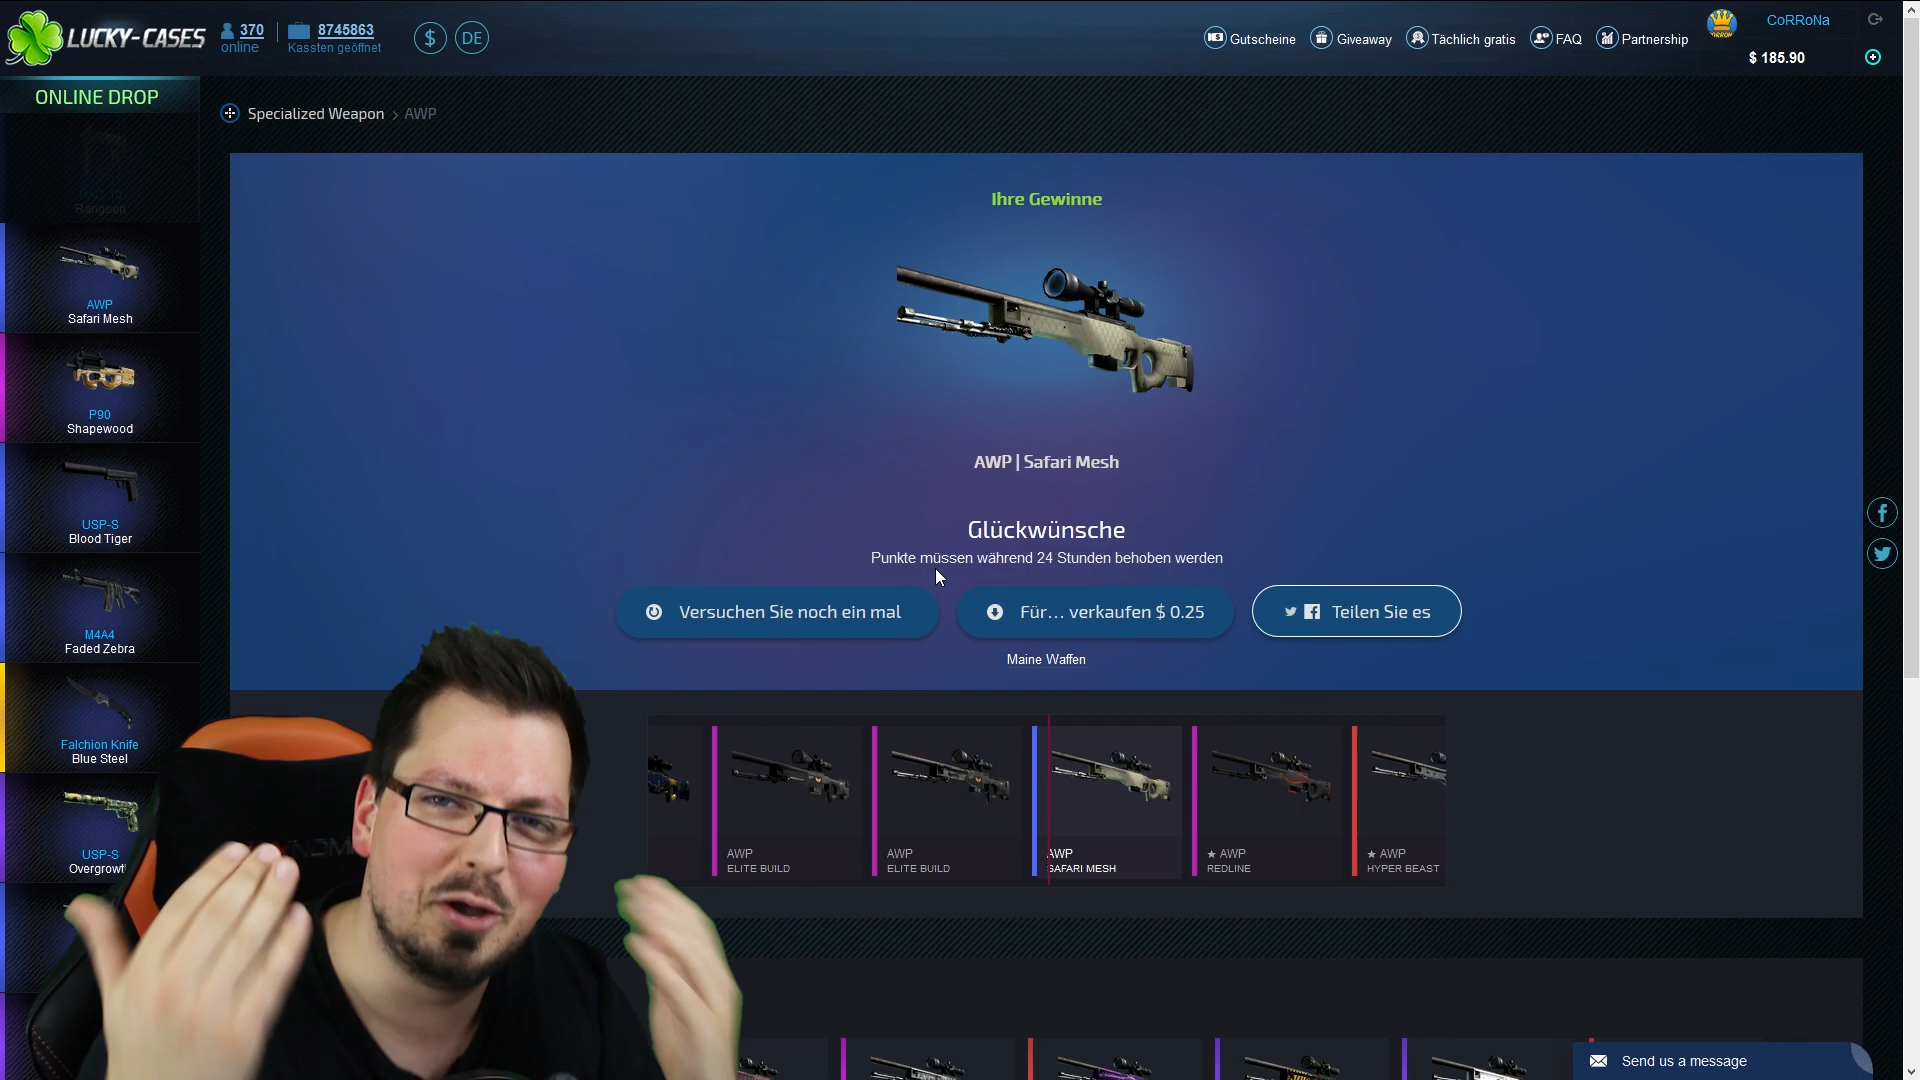 LUCKY-CASES
370
online
8745863
Kassten geöffnet
$
DE
Gutscheine
Giveaway
Tächlich gratis
FAQ
Partnership
CoRRoNa
$ 185.90
ONLINE DROP
Specialized Weapon › AWP
Rangeen
AWP
Safari Mesh
P90
Shapewood
USP-S
Blood Tiger
M4A4
Faded Zebra
Falchion Knife
Blue Steel
USP-S
Ihre Gewinne
AWP | Safari Mesh
Glückwünsche
Punkte müssen während 24 Stunden behoben werden
Versuchen Sie noch ein mal
Für… verkaufen $ 0.25
Teilen Sie es
Maine Waffen
AWP
ELITE BUILD
AWP
ELITE BUILD
AWP
SAFARI MESH
★ AWP
REDLINE
★ AWP
HYPER BEAST
Send us a message